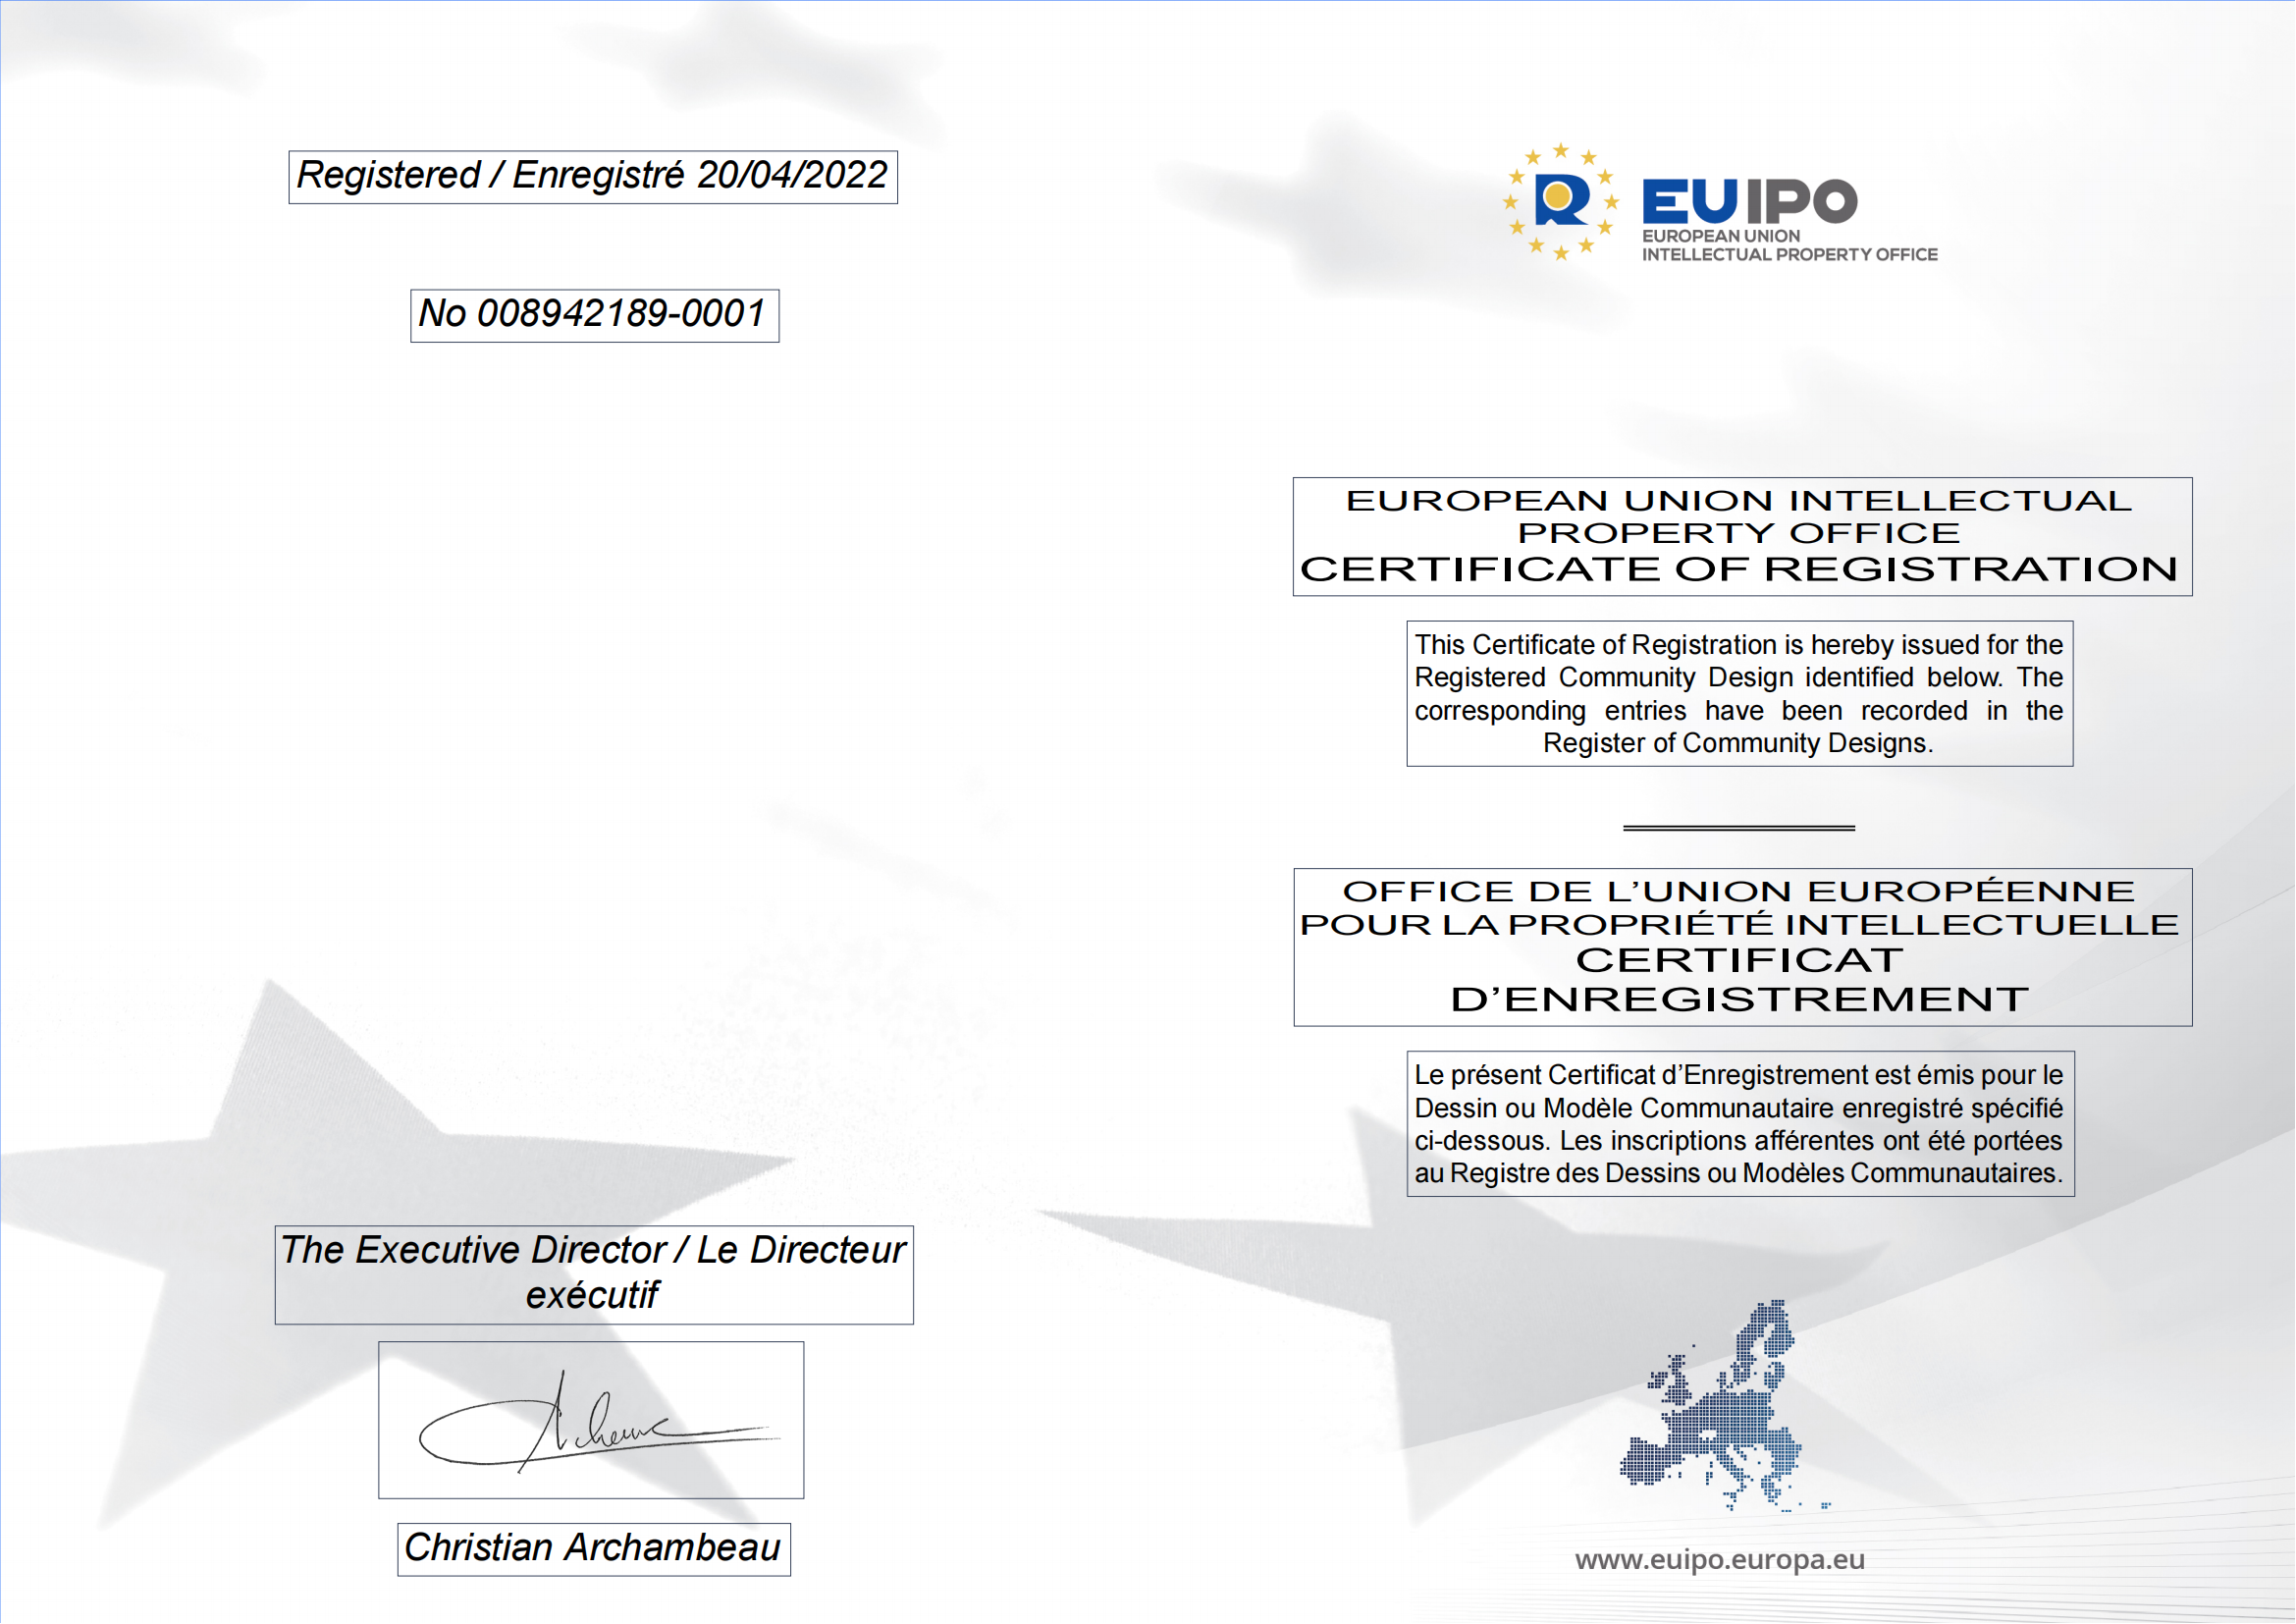 Registered / Enregistré 20/04/2022
No 008942189-0001
The Executive Director / Le Directeur
exécutif
Christian Archambeau
EUIPO
EUROPEAN UNION
INTELLECTUAL PROPERTY OFFICE
EUROPEAN UNION INTELLECTUAL
PROPERTY OFFICE
CERTIFICATE OF REGISTRATION
This Certificate of Registration is hereby issued for the
Registered Community Design identified below. The
corresponding entries have been recorded in the
Register of Community Designs.
OFFICE DE L’UNION EUROPÉENNE
POUR LA PROPRIÉTÉ INTELLECTUELLE
CERTIFICAT
D’ENREGISTREMENT
Le présent Certificat d’Enregistrement est émis pour le
Dessin ou Modèle Communautaire enregistré spécifié
ci-dessous. Les inscriptions afférentes ont été portées
au Registre des Dessins ou Modèles Communautaires.
www.euipo.europa.eu